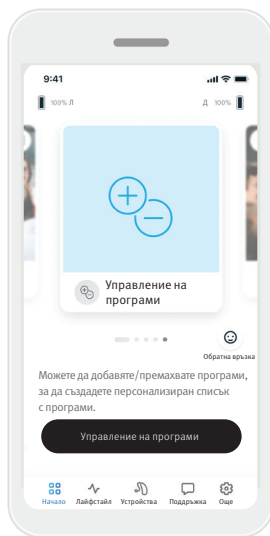 9:41
100% Л
Д 100%
Управление на
програми
Обратна връзка
Можете да добавяте/премахвате програми,
за да създадете персонализиран списък
с програми.
Управление на програми
Начало Лайфстайл Устройства Поддръжка Още